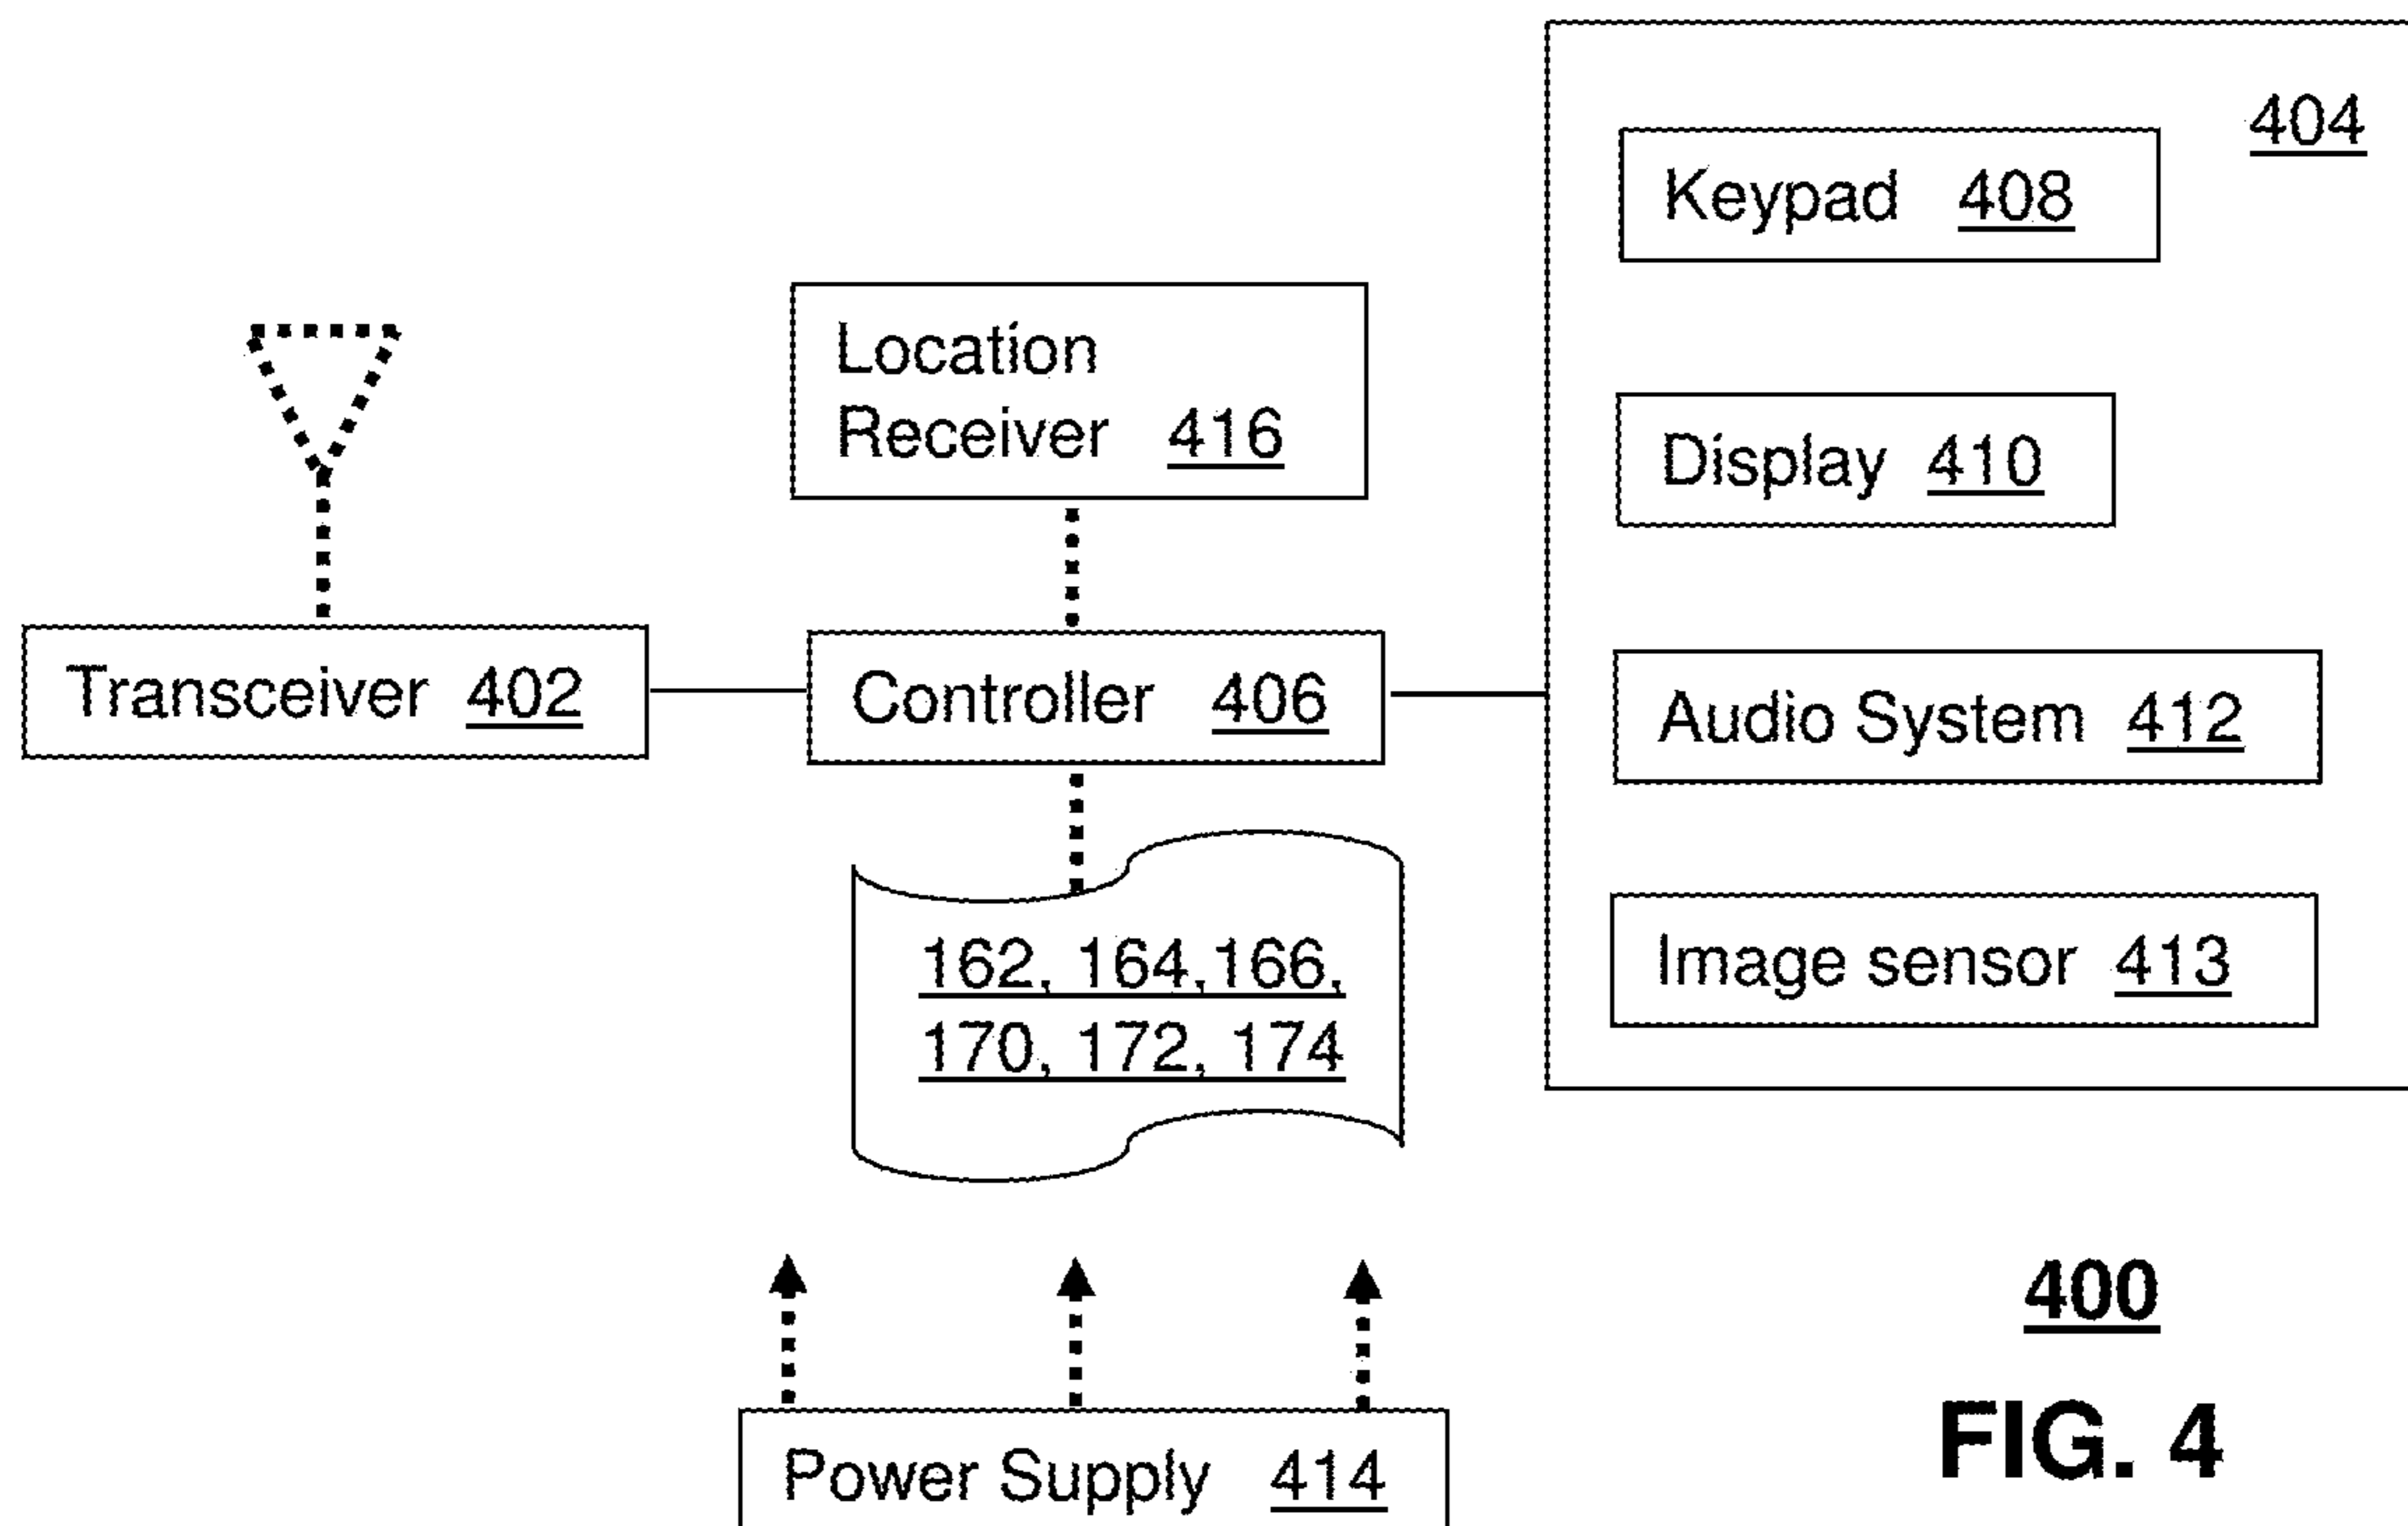 404
Keypad 408
Location
Receiver 416
Display 410
Transceiver 402
Controller 406
Audio System 412
162, 164,166,
170, 172, 174
Image sensor 413
400
Power Supply 414
FIG. 4